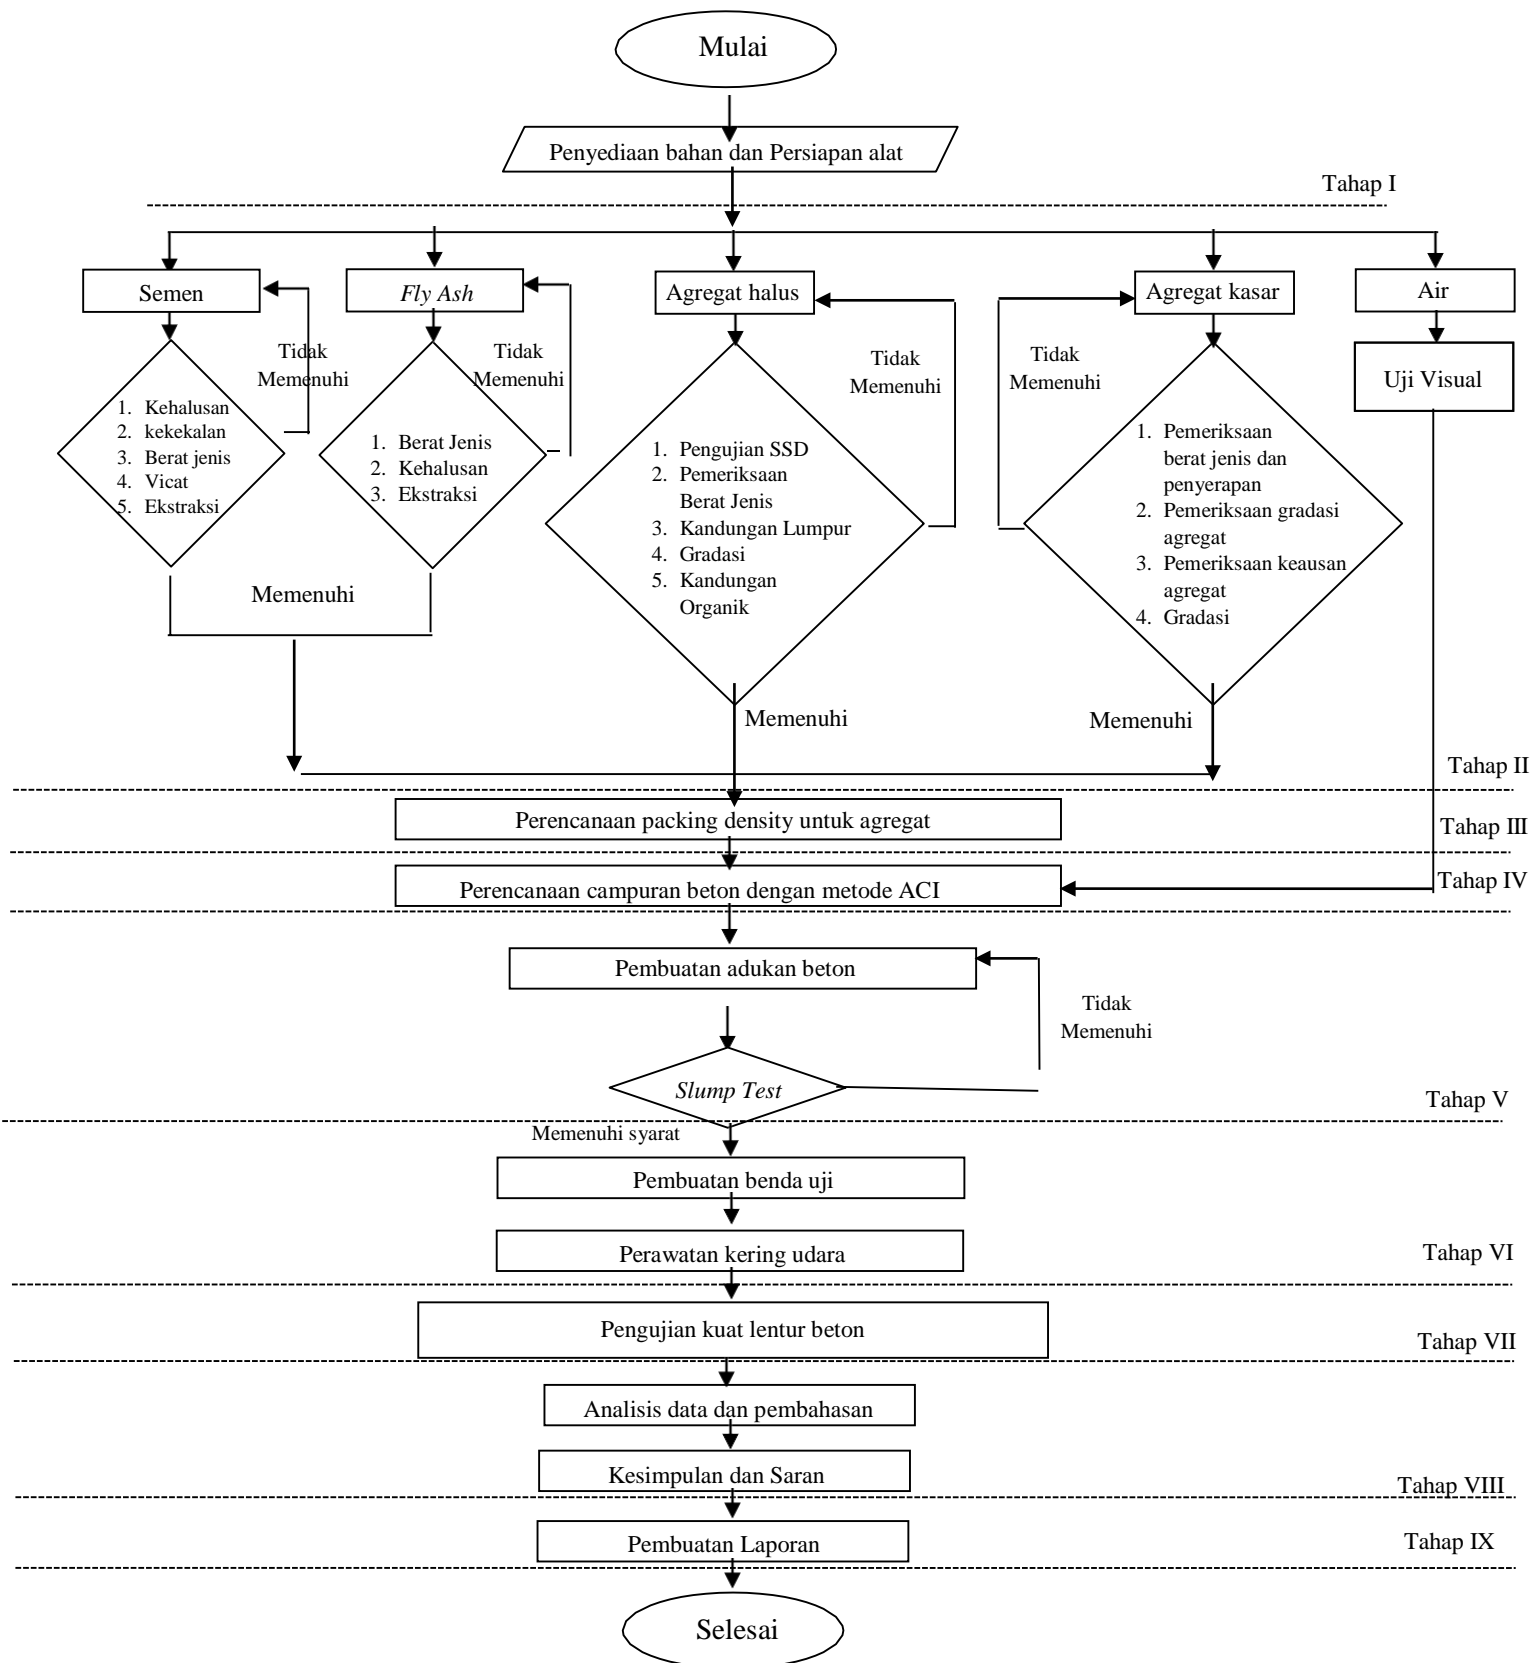 Mulai
Penyediaan bahan dan Persiapan alat
Tahap I
Semen
Fly Ash
Agregat halus
Agregat kasar
Air
Tidak
Memenuhi
Tidak
Memenuhi
Tidak
Memenuhi
Tidak
Memenuhi
Uji Visual
1. Kehalusan
2. kekekalan
3. Berat jenis
4. Vicat
5. Ekstraksi
1. Berat Jenis
2. Kehalusan
3. Ekstraksi
1. Pengujian SSD
2. Pemeriksaan
Berat Jenis
3. Kandungan Lumpur
4. Gradasi
5. Kandungan
Organik
1. Pemeriksaan
berat jenis dan
penyerapan
2. Pemeriksaan gradasi
agregat
3. Pemeriksaan keausan
agregat
4. Gradasi
Memenuhi
Memenuhi
Memenuhi
Tahap II
Perencanaan packing density untuk agregat
Tahap III
Perencanaan campuran beton dengan metode ACI
Tahap IV
Pembuatan adukan beton
Tidak
Memenuhi
Slump Test
Tahap V
Memenuhi syarat
Pembuatan benda uji
Perawatan kering udara
Tahap VI
Pengujian kuat lentur beton
Tahap VII
Analisis data dan pembahasan
Kesimpulan dan Saran
Tahap VIII
Pembuatan Laporan
Tahap IX
Selesai